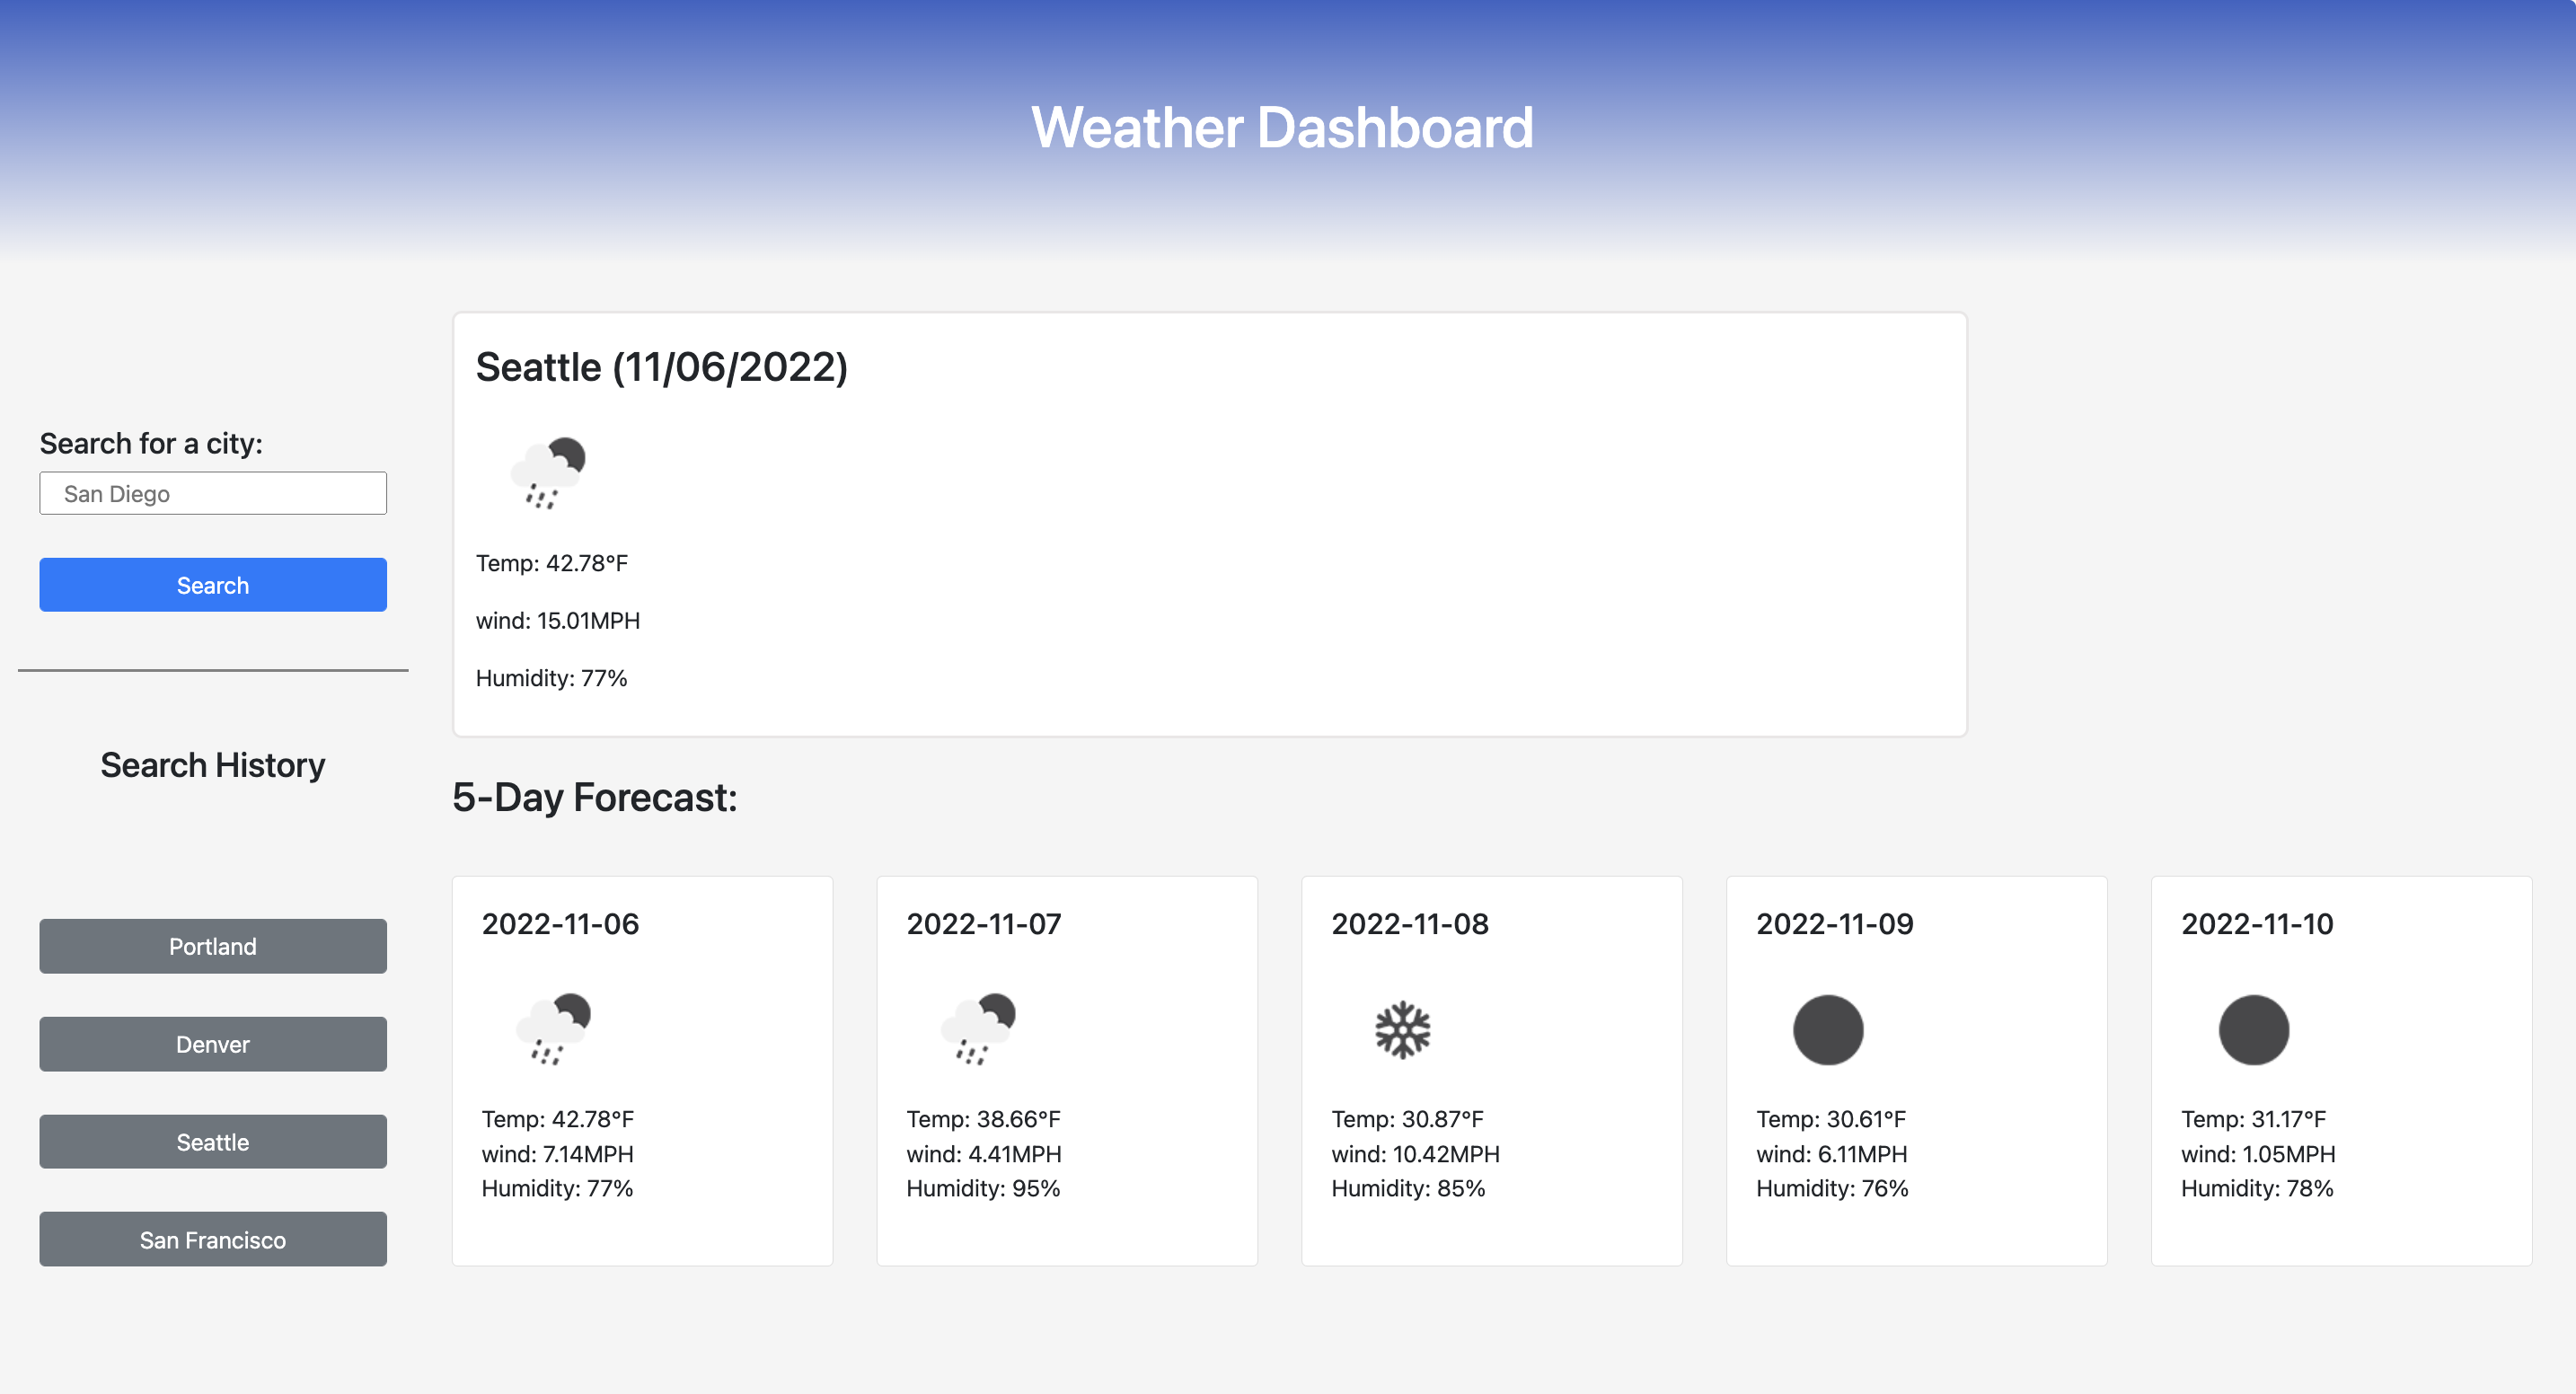 Weather Dashboard
Search for a city:
San Diego
Search
Search History
Portland
Denver
Seattle
San Francisco
Seattle (11/06/2022)
Temp: 42.78°F
wind: 15.01MPH
Humidity: 77%
5-Day Forecast:
2022-11-06
Temp: 42.78°F
wind: 7.14MPH
Humidity: 77%
2022-11-07
Temp: 38.66°F
wind: 4.41MPH
Humidity: 95%
2022-11-08
Temp: 30.87°F
wind: 10.42MPH
Humidity: 85%
2022-11-09
Temp: 30.61°F
wind: 6.11MPH
Humidity: 76%
2022-11-10
Temp: 31.17°F
wind: 1.05MPH
Humidity: 78%